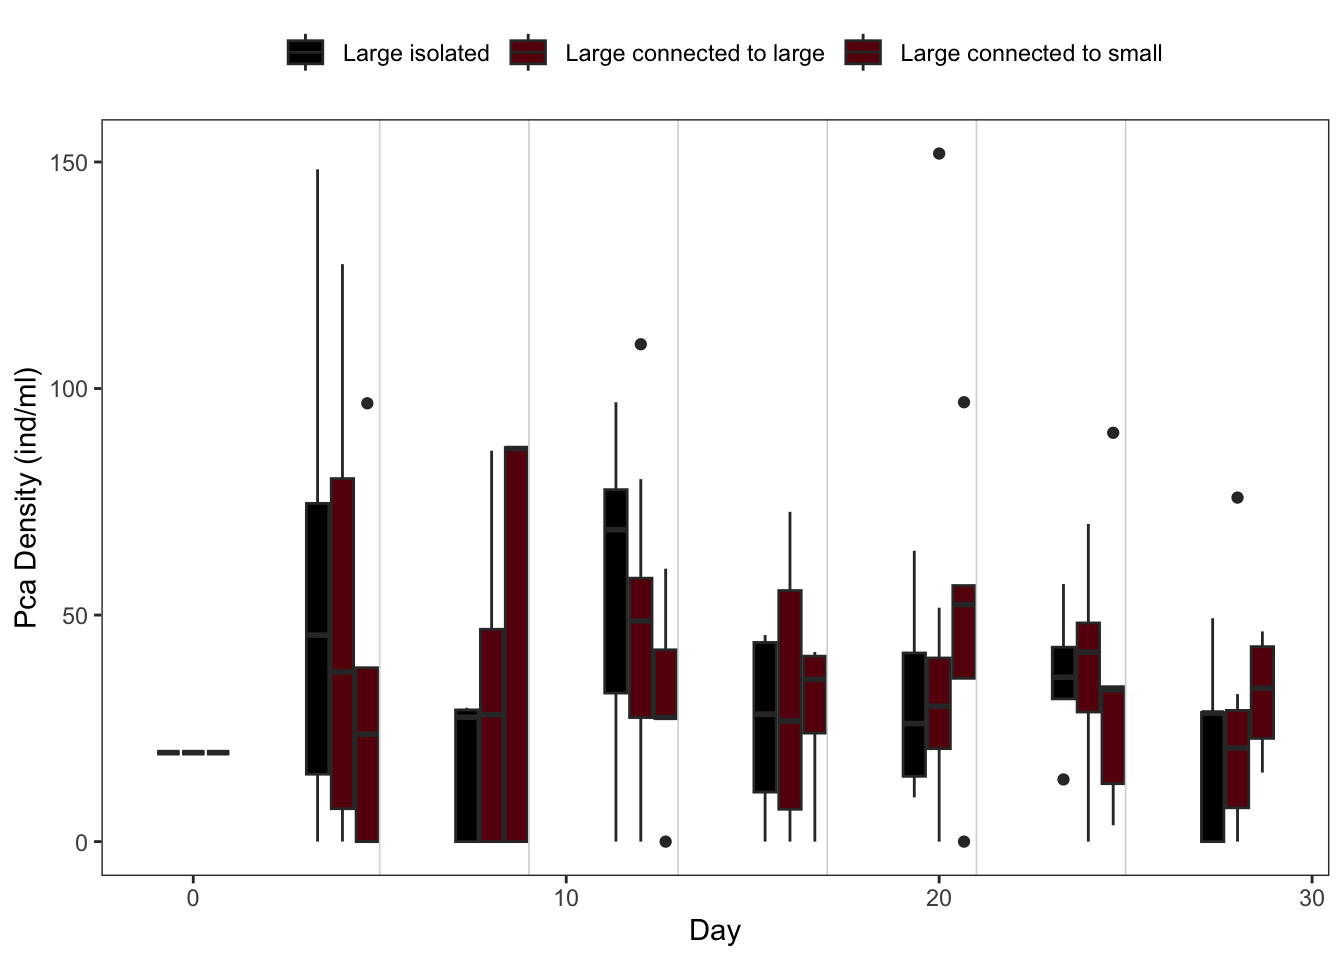 Large isolated Large connected to large Large connected to small
150
100
50
0
Pca Density (ind/ml)
0 10 20 30
Day